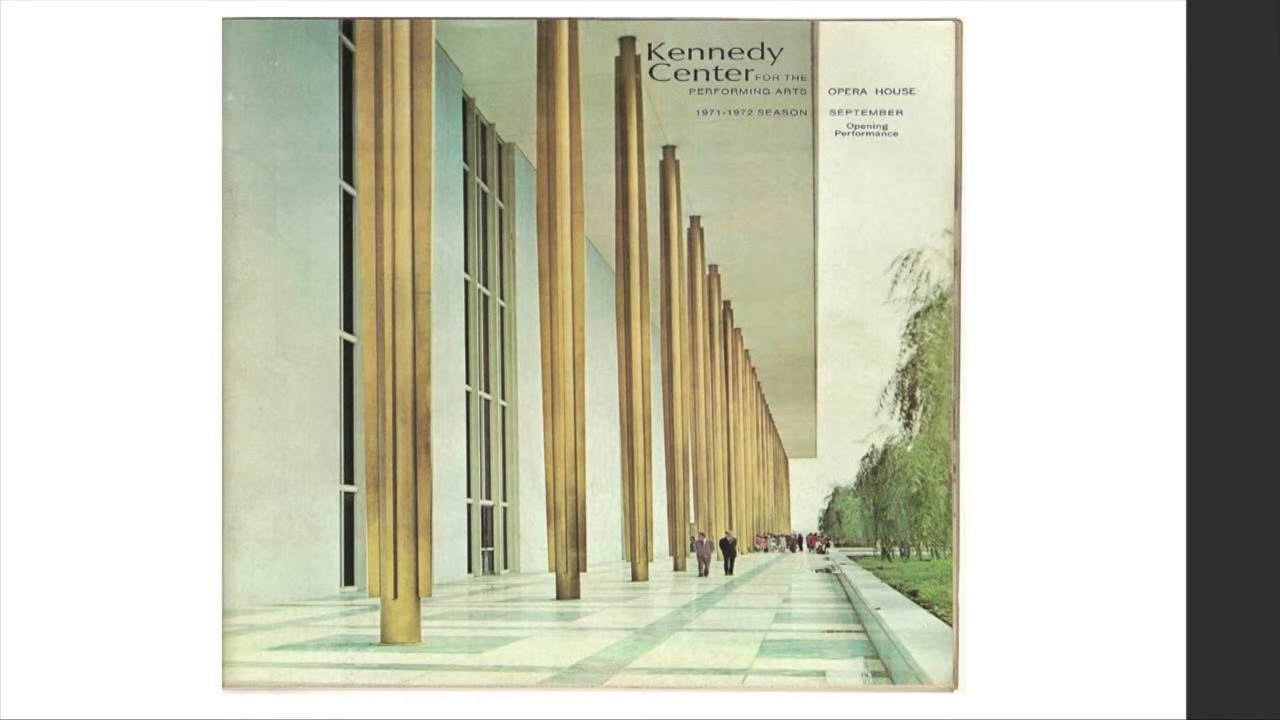 Kennedy
Center FOR THE
PERFORMING ARTS
1971-1972 SEASON
OPERA HOUSE
SEPTEMBER
Opening
Performance